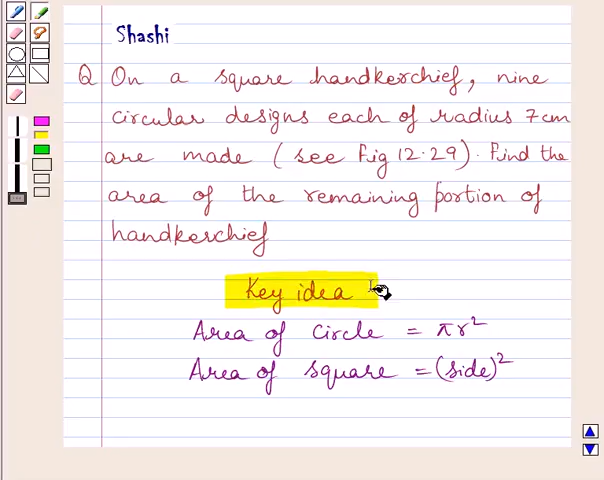 Shashi
Q On a square handkerchief, nine
circular designs each of radius 7cm
are made (see Fig 12.29). Find the
area of the remaining portion of
handkerchief
Key idea
Area of circle = πr²
Area of square = (side)²